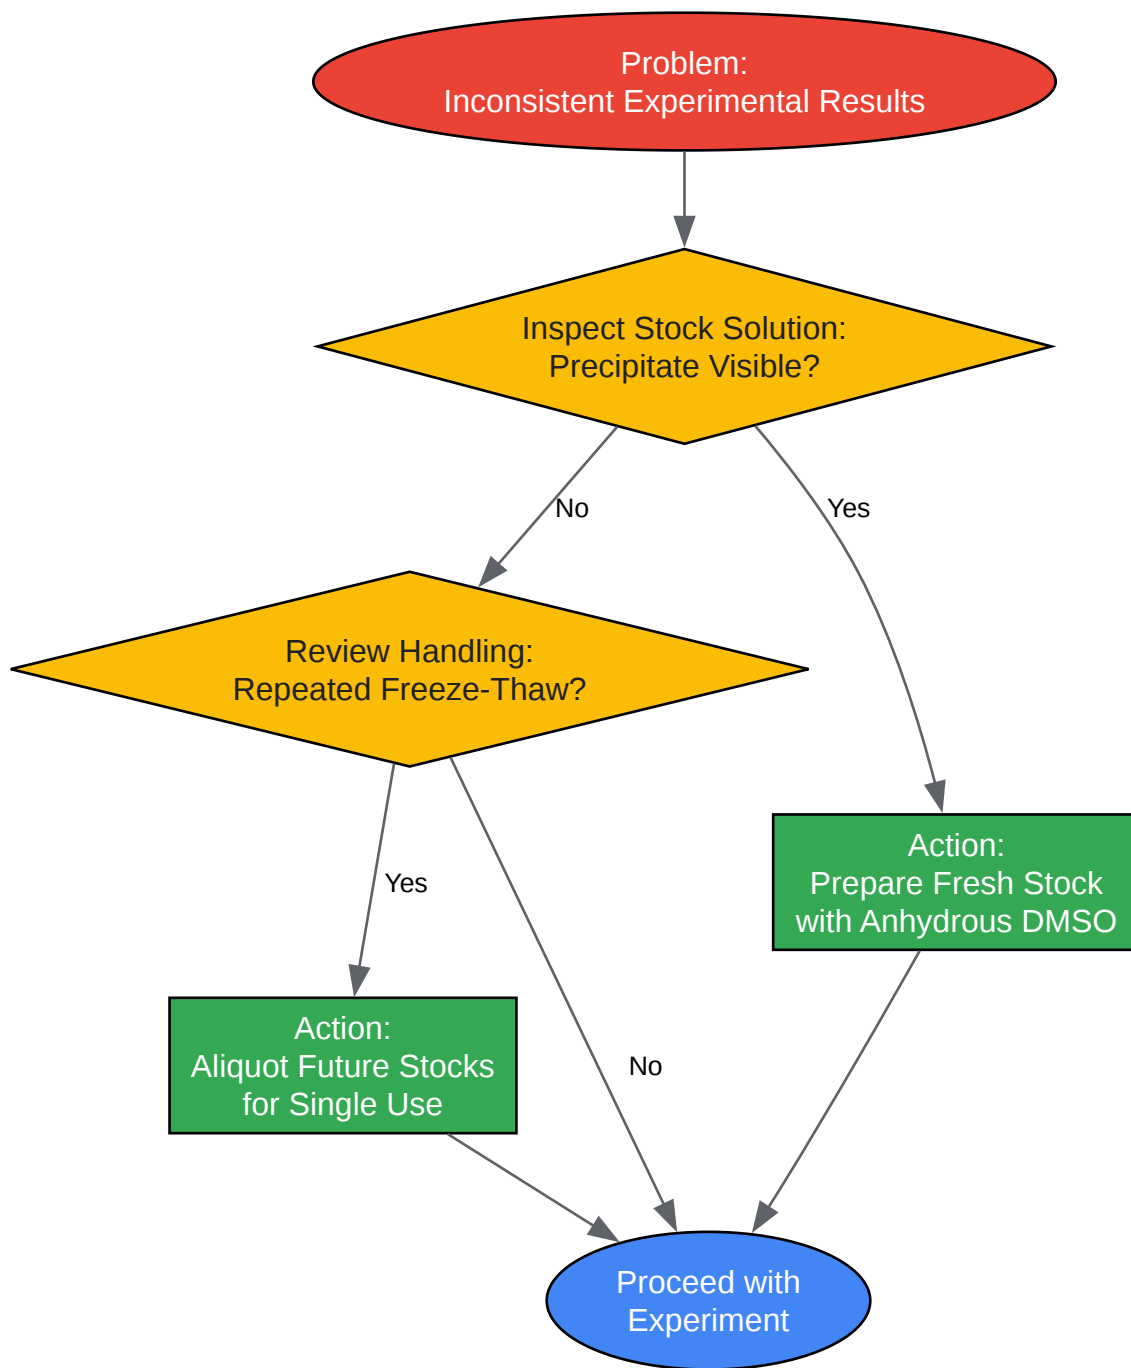 Problem:
Inconsistent Experimental Results
Inspect Stock Solution:
Precipitate Visible?
No
Yes
Review Handling:
Repeated Freeze-Thaw?
Action:
Prepare Fresh Stock
with Anhydrous DMSO
Yes
Action:
Aliquot Future Stocks
for Single Use
No
Proceed with
Experiment